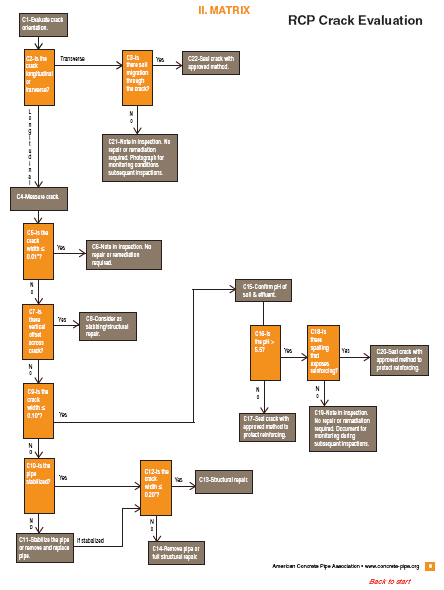 II. MATRIX
RCP Crack Evaluation
C1-Evaluate crack
orientation.
C2-Is the
crack
longitudinal
or
tranverse?
Transverse
C3-Is
there soil
migration
through
the crack?
Yes
C22-Seal crack with
approved method.
No
C21-Note in inspection. No
repair or remediation
required. Photograph for
monitoring conditions
subsequent inspections.
Longitudinal
C4-Measure crack.
C5-Is the
crack
width ≤
0.01"?
Yes
C6-Note in inspection. No
repair or remediation
required.
No
C7-Is
there
vertical
offset
across
crack?
Yes
C8-Consider as
stabbing/structural
repair.
No
C9-Is the
crack
width ≤
0.10"?
Yes
C15-Confirm pH of
soil & effluent.
C16-Is
the pH >
5.5?
Yes
C18-Is
there
spalling
that
exposes
reinforcing?
Yes
C20-Seal crack with
approved method to
protect reinforcing.
No
C17-Seal crack with
approved method to
protect reinforcing.
No
C19-Note in inspection.
No repair or remediation
required. Document for
monitoring during
subsequent inspections.
No
C10-Is the
pipe
stabilized?
Yes
C12-Is the
crack
width ≤
0.20"?
Yes
C13-Structural repair.
No
C11-Stabilize the pipe
or remove and replace
pipe.
If stabalized
No
C14-Remove pipe or
full structural repair.
American Concrete Pipe Association • www.concrete-pipe.org
Back to start